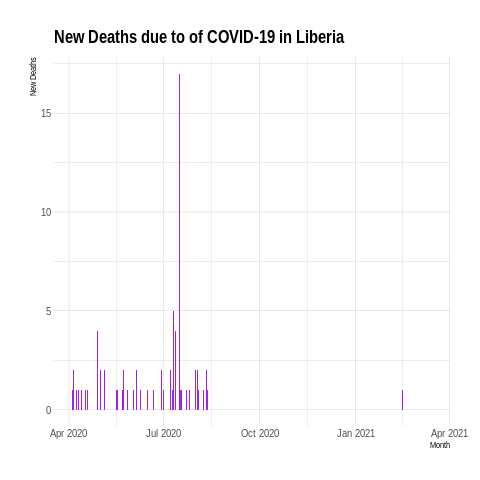 New Deaths due to of COVID-19 in Liberia
New Deaths
15
10
5
0
Apr 2020 Jul 2020 Oct 2020 Jan 2021 Apr 2021
Month